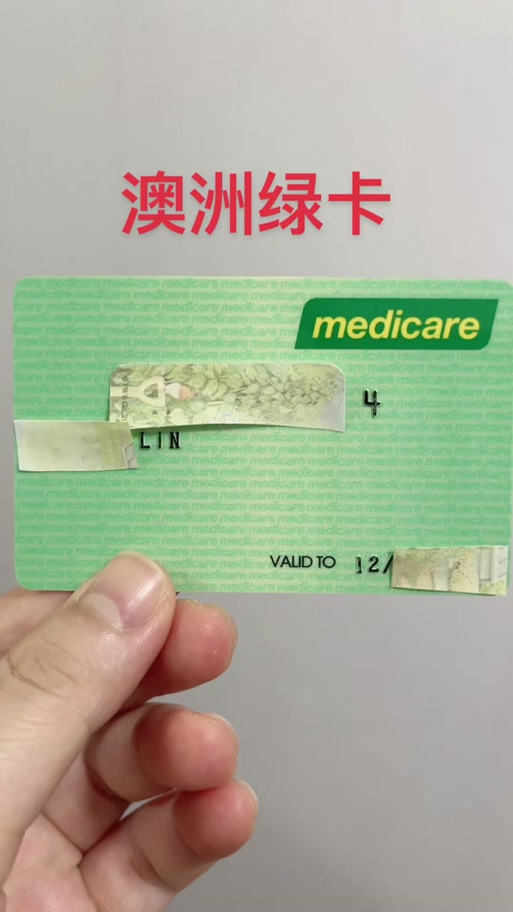 澳洲绿卡
medicare
4
LIN
VALID TO 12/